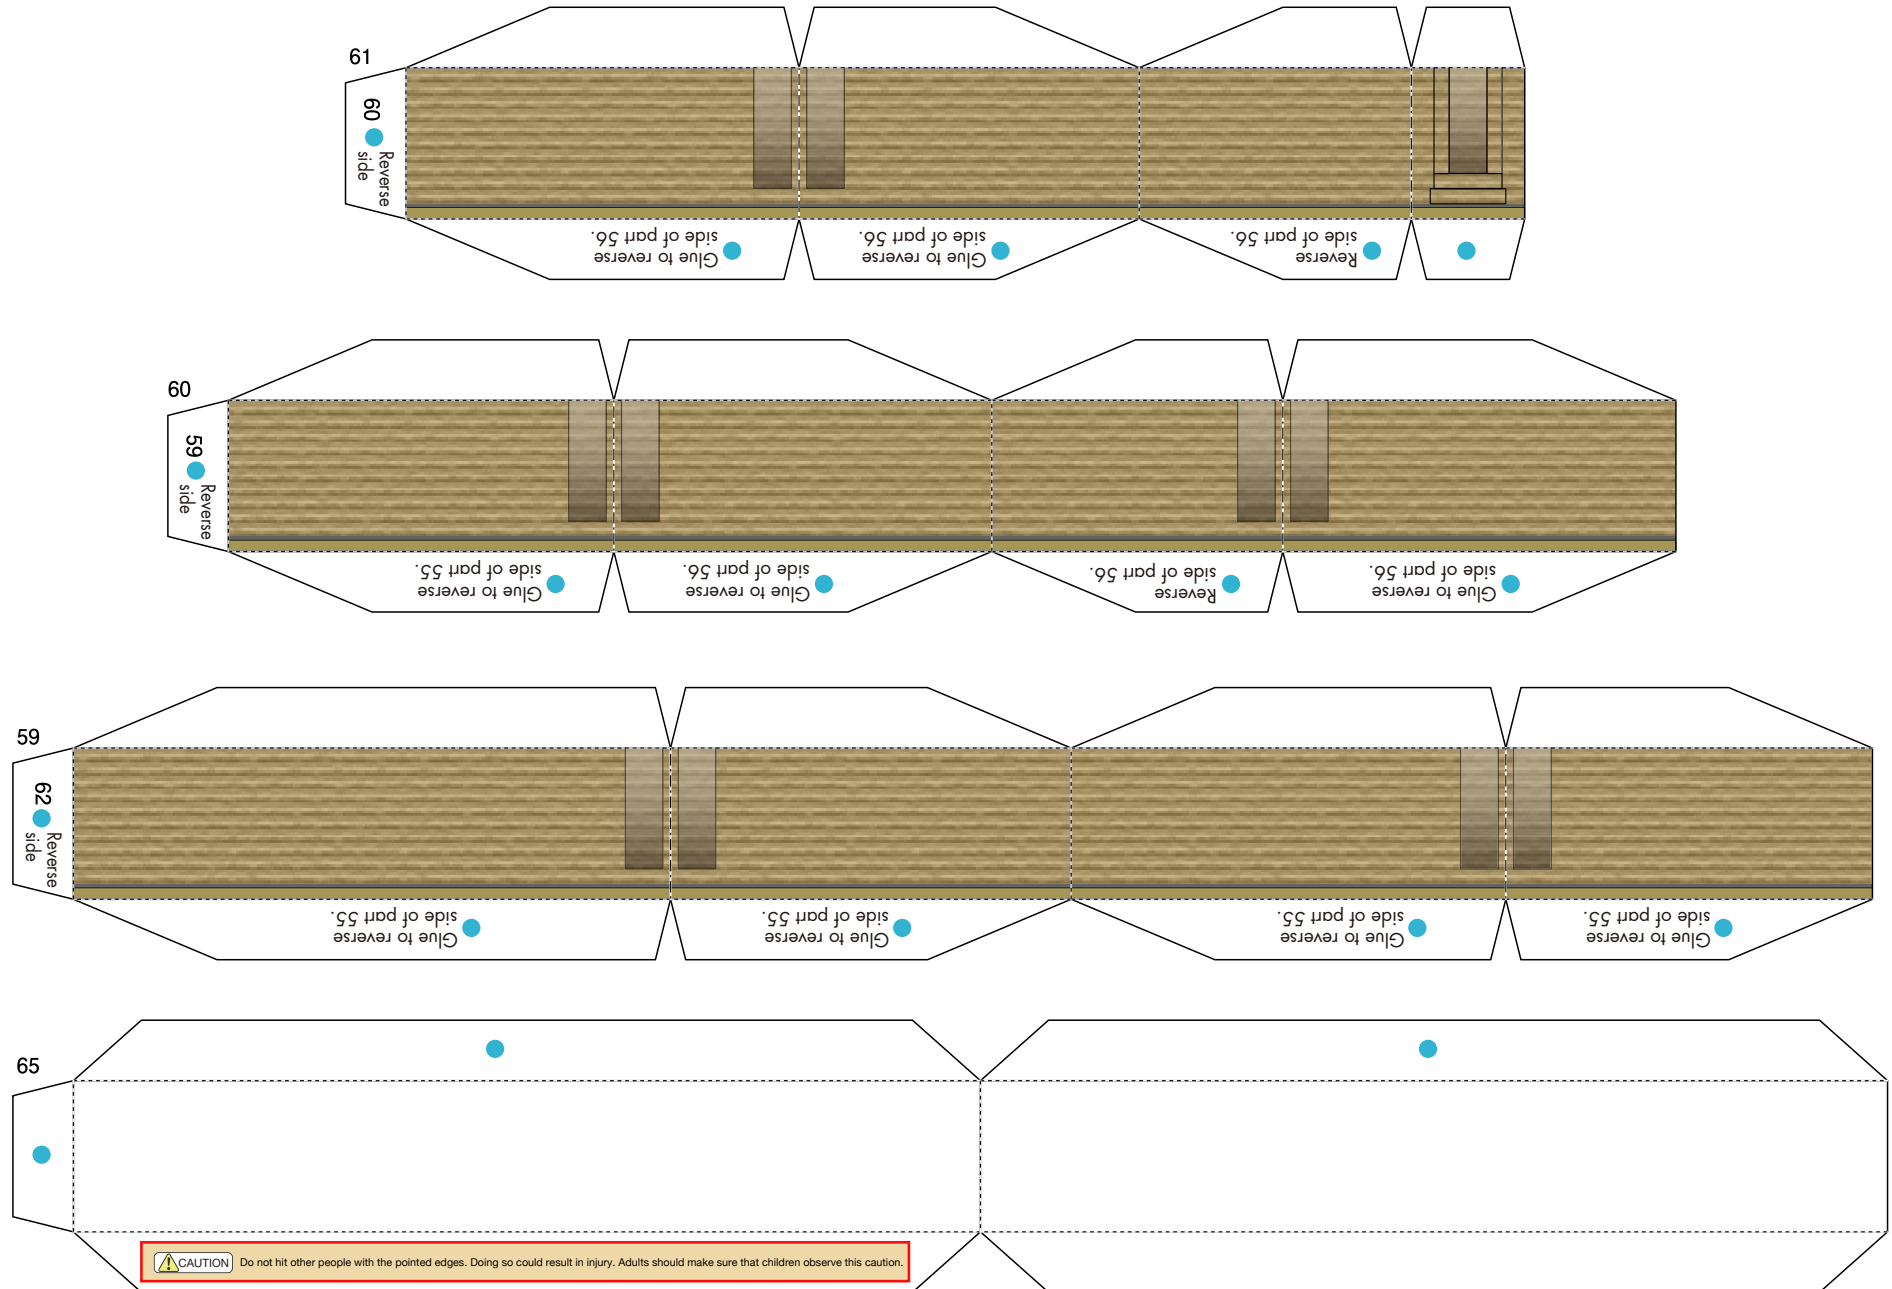 61
60
Reverse
side
Glue to reverse
side of part 56.
Glue to reverse
side of part 56.
Reverse
side of part 56.
60
59
Reverse
side
Glue to reverse
side of part 55.
Glue to reverse
side of part 56.
Reverse
side of part 56.
Glue to reverse
side of part 56.
59
62
Reverse
side
Glue to reverse
side of part 55.
Glue to reverse
side of part 55.
Glue to reverse
side of part 55.
Glue to reverse
side of part 55.
65
CAUTION Do not hit other people with the pointed edges. Doing so could result in injury. Adults should make sure that children observe this caution.